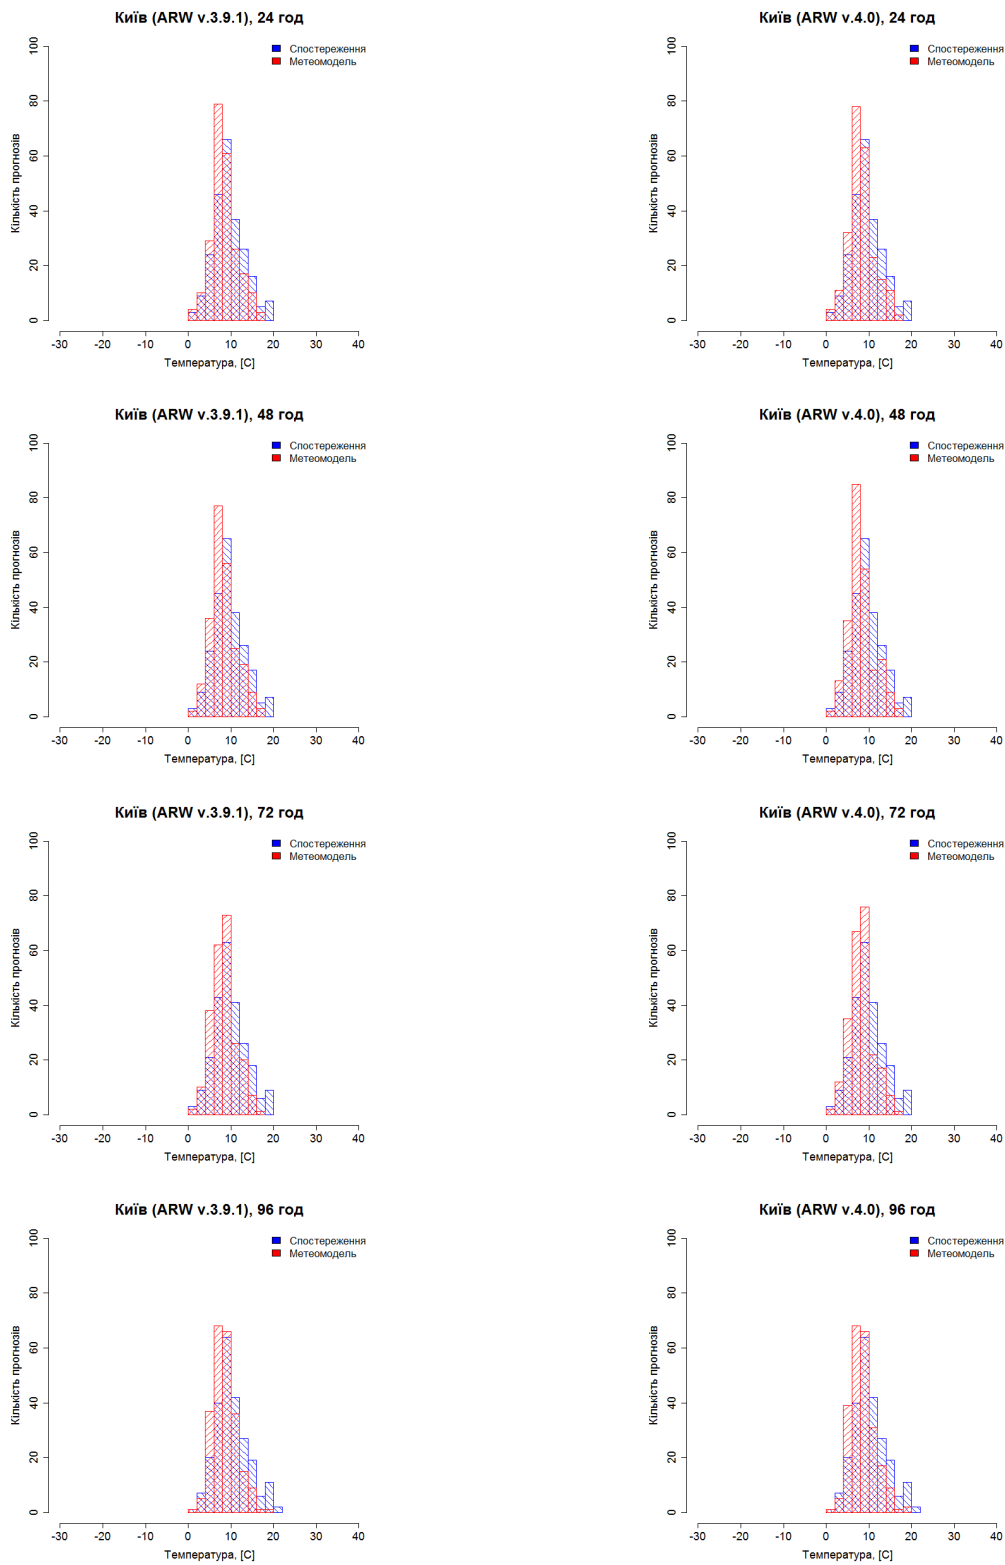 Київ (ARW v.3.9.1), 24 год
Спостереження
Метеомодель
Кількість прогнозів
0 20 40 60 80 100
-30 -20 -10 0 10 20 30 40
Температура, [C]
Київ (ARW v.4.0), 24 год
Спостереження
Метеомодель
Кількість прогнозів
0 20 40 60 80 100
-30 -20 -10 0 10 20 30 40
Температура, [C]
Київ (ARW v.3.9.1), 48 год
Спостереження
Метеомодель
Кількість прогнозів
0 20 40 60 80 100
-30 -20 -10 0 10 20 30 40
Температура, [C]
Київ (ARW v.4.0), 48 год
Спостереження
Метеомодель
Кількість прогнозів
0 20 40 60 80 100
-30 -20 -10 0 10 20 30 40
Температура, [C]
Київ (ARW v.3.9.1), 72 год
Спостереження
Метеомодель
Кількість прогнозів
0 20 40 60 80 100
-30 -20 -10 0 10 20 30 40
Температура, [C]
Київ (ARW v.4.0), 72 год
Спостереження
Метеомодель
Кількість прогнозів
0 20 40 60 80 100
-30 -20 -10 0 10 20 30 40
Температура, [C]
Київ (ARW v.3.9.1), 96 год
Спостереження
Метеомодель
Кількість прогнозів
0 20 40 60 80 100
-30 -20 -10 0 10 20 30 40
Температура, [C]
Київ (ARW v.4.0), 96 год
Спостереження
Метеомодель
Кількість прогнозів
0 20 40 60 80 100
-30 -20 -10 0 10 20 30 40
Температура, [C]